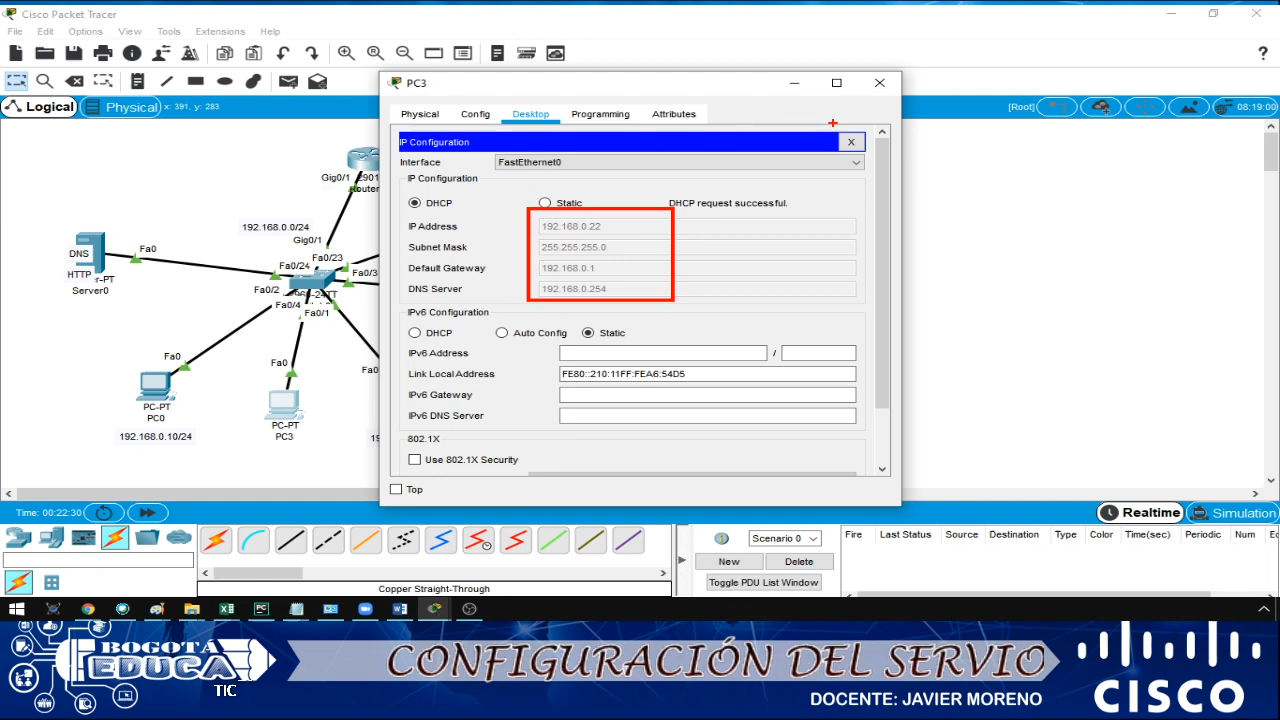 Cisco Packet Tracer
File Edit Options View Tools Extensions Help
?
Logical Physical x: 391, y: 283 [Root] 08:19:00
PC3
Physical Config Desktop Programming Attributes
IP Configuration X
Interface FastEthernet0
IP Configuration
DHCP Static DHCP request successful.
IP Address 192.168.0.22
Subnet Mask 255.255.255.0
Default Gateway 192.168.0.1
DNS Server 192.168.0.254
IPv6 Configuration
DHCP Auto Config Static
IPv6 Address /
Link Local Address FE80::210:11FF:FEA6:54D5
IPv6 Gateway
IPv6 DNS Server
802.1X
Use 802.1X Security
Top
2901
Gig0/1
Router
192.168.0.0/24
Gig0/1
DNS
HTTP
Fa0
Server0
Fa0/23
Fa0/24
Fa0/3
Fa0/2
Fa0/4
Fa0/1
Fa0
PC-PT
PC0
192.168.0.10/24
Fa0
PC-PT
PC3
Fa0
Time: 00:22:30 Realtime Simulation
Scenario 0
New Delete
Toggle PDU List Window
Fire Last Status Source Destination Type Color Time(sec) Periodic Num
Copper Straight-Through
BOGOTÁ
EDUCA
TIC
CONFIGURACIÓN DEL SERVIO
DOCENTE: JAVIER MORENO
CISCO